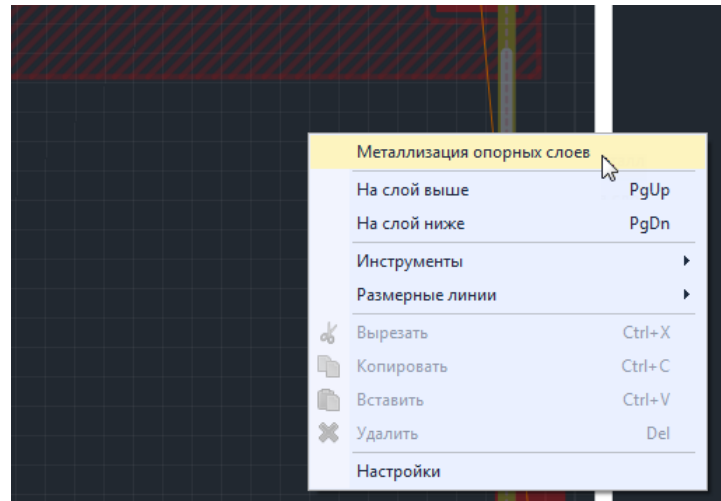 Металлизация опорных слоев
На слой выше PgUp
На слой ниже PgDn
Инструменты
Размерные линии
Вырезать Ctrl+X
Копировать Ctrl+C
Вставить Ctrl+V
Удалить Del
Настройки